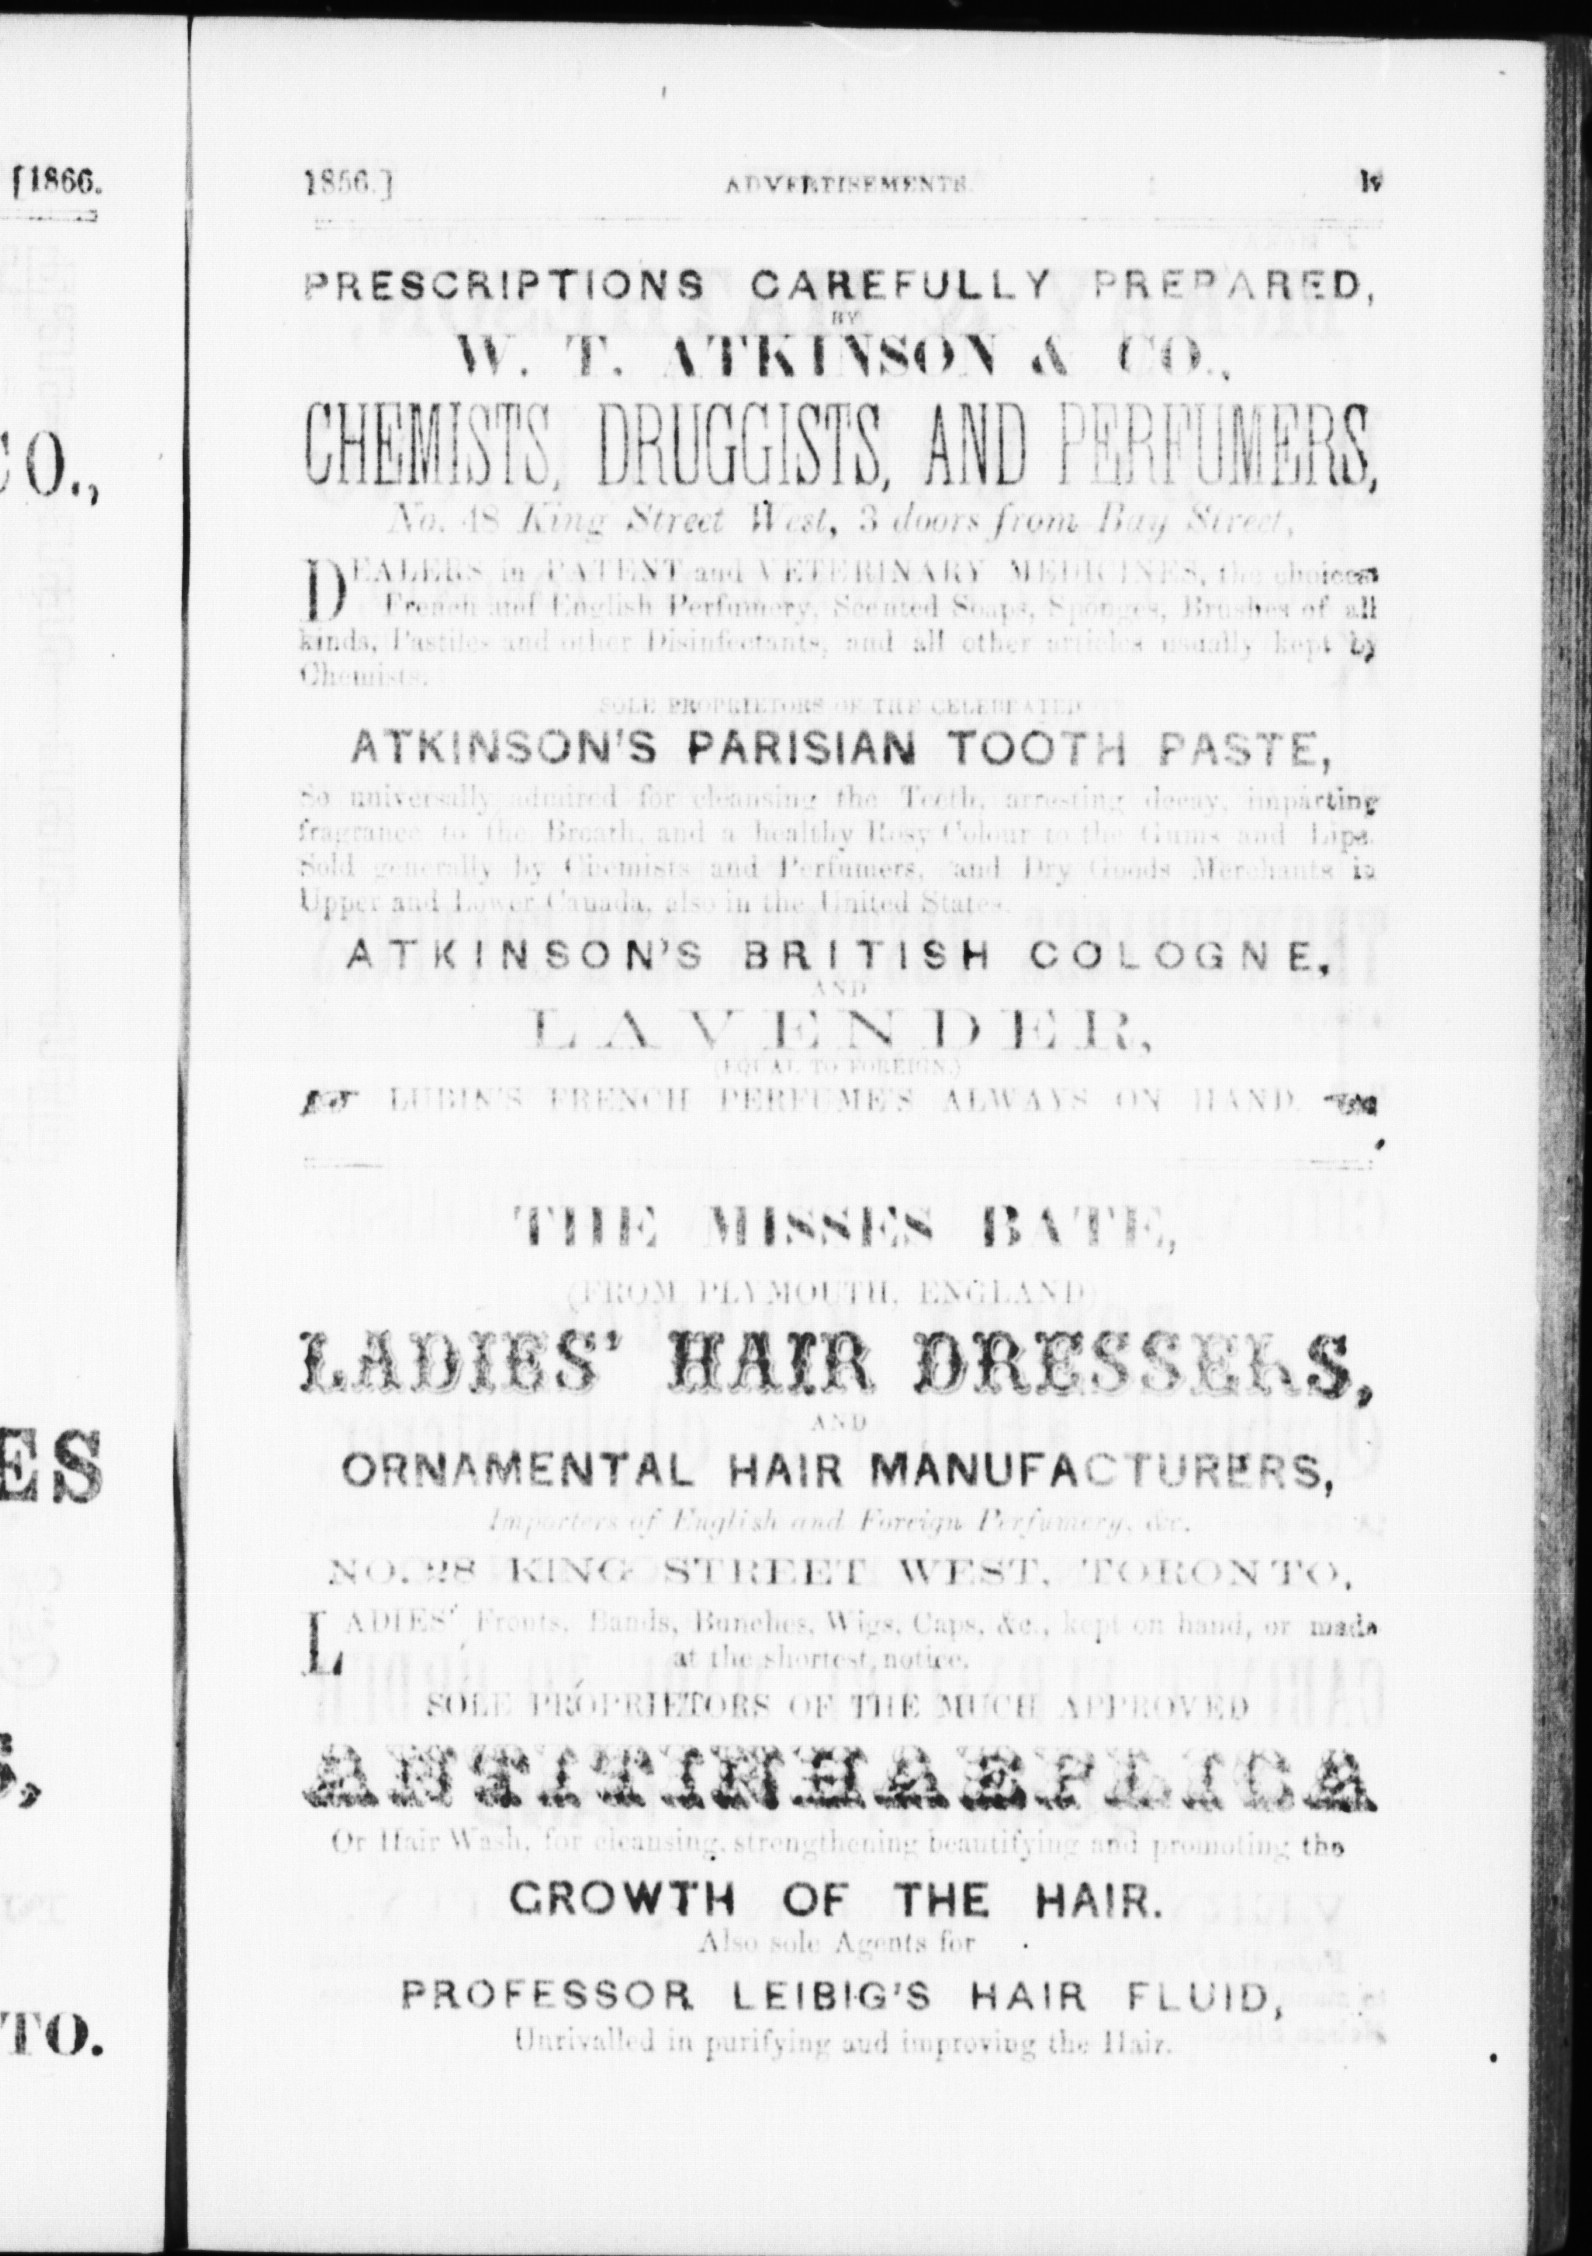 [1866.
CO.,
ES
S,
TO.
1856.] ADVERTISEMENTS. lv
PRESCRIPTIONS CAREFULLY PREPARED,
BY
W. T. ATKINSON & CO.,
CHEMISTS, DRUGGISTS, AND PERFUMERS,
No. 48 King Street West, 3 doors from Bay Street,
DEALERS in PATENT and VETERINARY MEDICINES, the choicest
French and English Perfumery, Scented Soaps, Sponges, Brushes of all
kinds, Pastiles and other Disinfectants, and all other articles usually kept by
Chemists.
SOLE PROPRIETORS OF THE CELEBRATED
ATKINSON'S PARISIAN TOOTH PASTE,
So universally admired for cleansing the Teeth, arresting decay, imparting
fragrance to the Breath, and a healthy Rosy Colour to the Gums and Lips.
Sold generally by Chemists and Perfumers, and Dry Goods Merchants in
Upper and Lower Canada, also in the United States.
ATKINSON'S BRITISH COLOGNE,
AND
LAVENDER,
(EQUAL TO FOREIGN.)
LUBIN'S FRENCH PERFUME'S ALWAYS ON HAND.
THE MISSES BATE,
(FROM PLYMOUTH, ENGLAND)
LADIES' HAIR DRESSERS,
AND
ORNAMENTAL HAIR MANUFACTURERS,
Importers of English and Foreign Perfumery, &c.
NO. 28 KING STREET WEST, TORONTO,
LADIES' Fronts, Bands, Bunches, Wigs, Caps, &c., kept on hand, or made
at the shortest notice.
SOLE PROPRIETORS OF THE MUCH APPROVED
Or Hair Wash, for cleansing, strengthening beautifying and promoting the
GROWTH OF THE HAIR.
Also sole Agents for
PROFESSOR LEIBIG'S HAIR FLUID,
Unrivalled in purifying and improving the Hair.